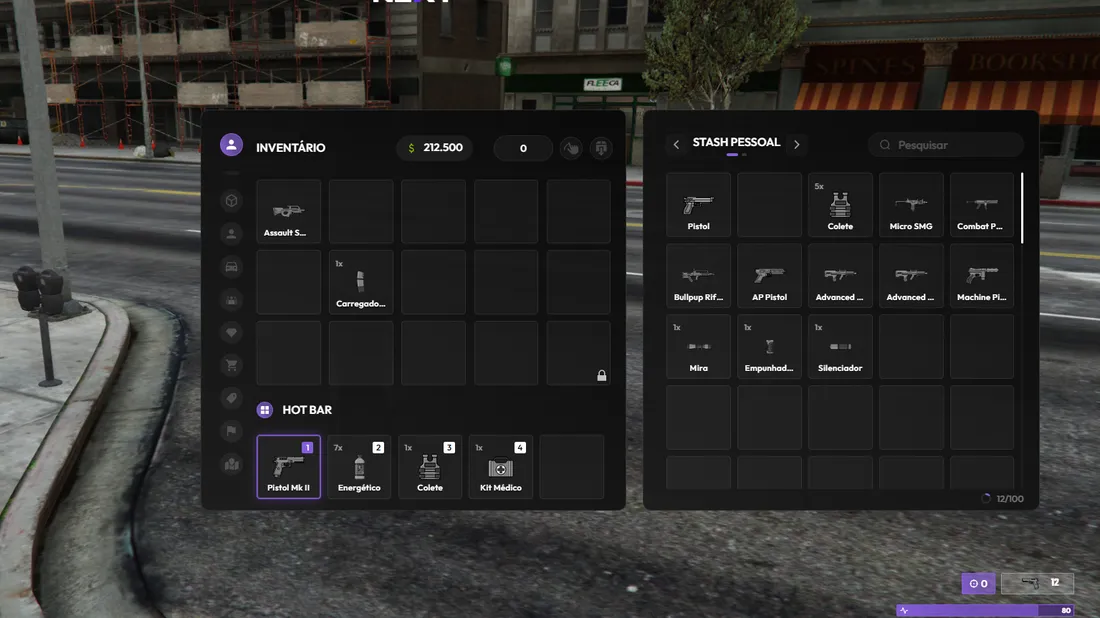 FLEECA
SPINES
BOOKSHO
INVENTÁRIO
$ 212.500
0
Assault S...
1x
Carregado...
HOT BAR
1
Pistol Mk II
7x
2
Energético
1x
3
Colete
1x
4
Kit Médico
STASH PESSOAL
Pesquisar
Pistol
5x
Colete
Micro SMG
Combat P...
Bullpup Rif...
AP Pistol
Advanced ...
Advanced ...
Machine Pi...
1x
Mira
1x
Empunhad...
1x
Silenciador
12/100
0
12
80